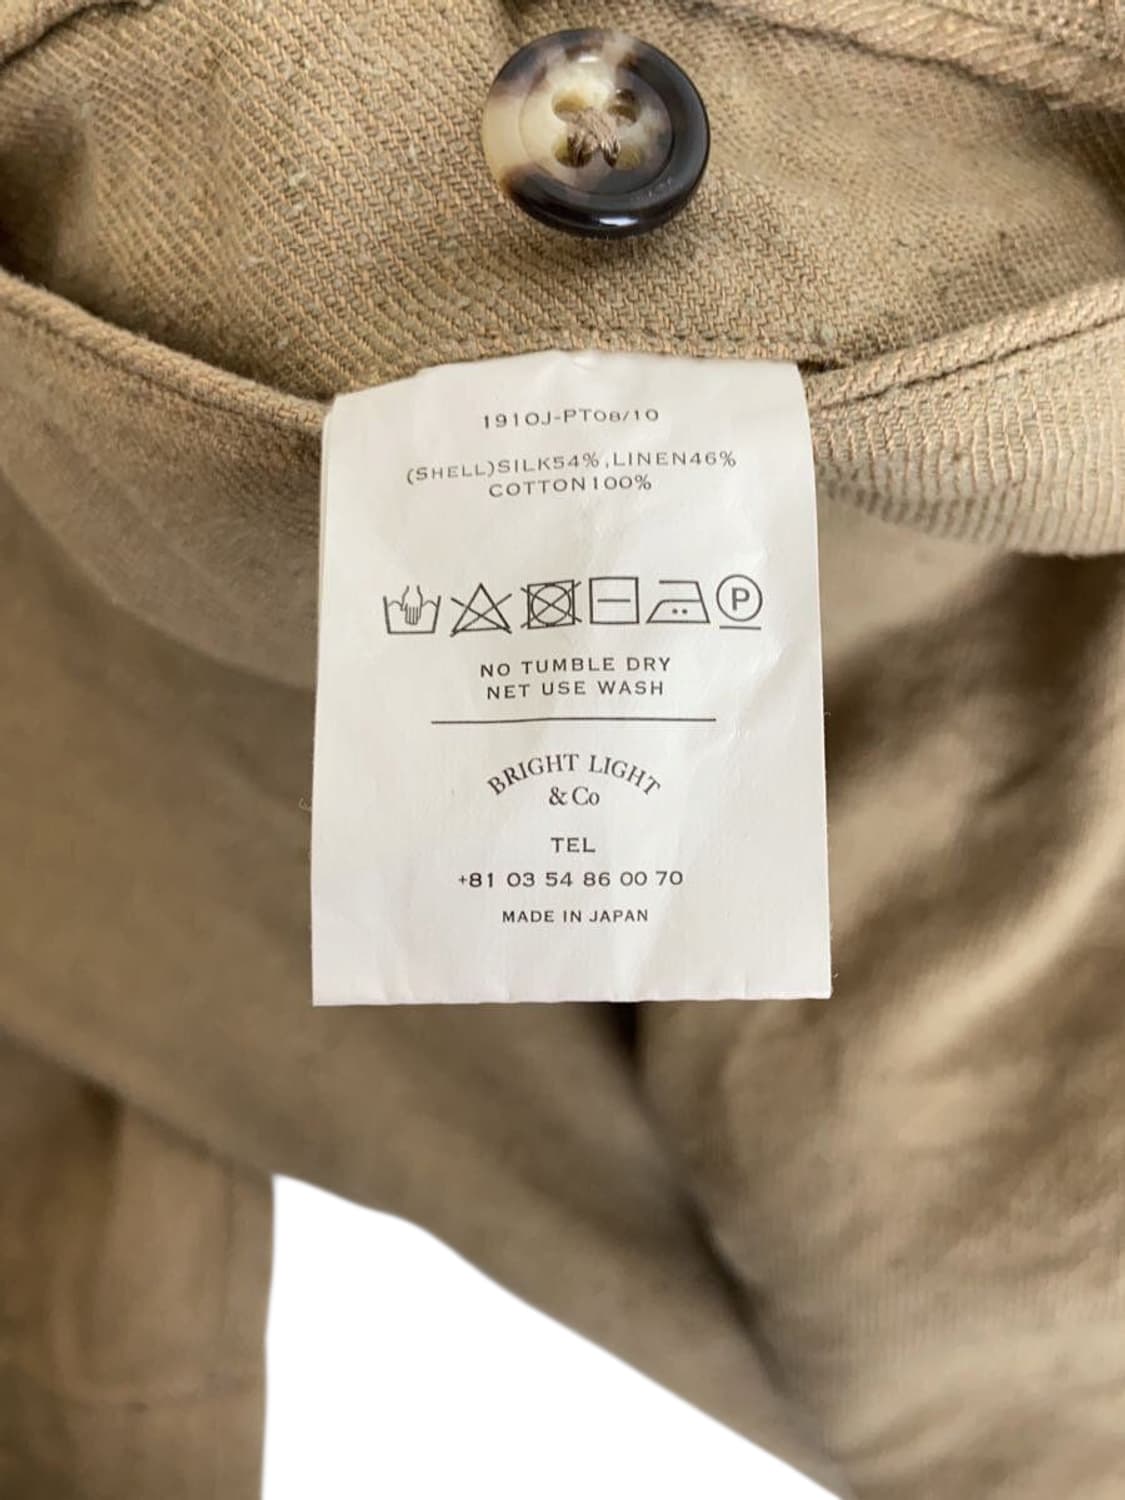 1910J-PT08/10
(SHELL)SILK54%,LINEN46%
COTTON100%
P
NO TUMBLE DRY
NET USE WASH
BRIGHT LIGHT
& Co
TEL
+81 03 54 86 00 70
MADE IN JAPAN